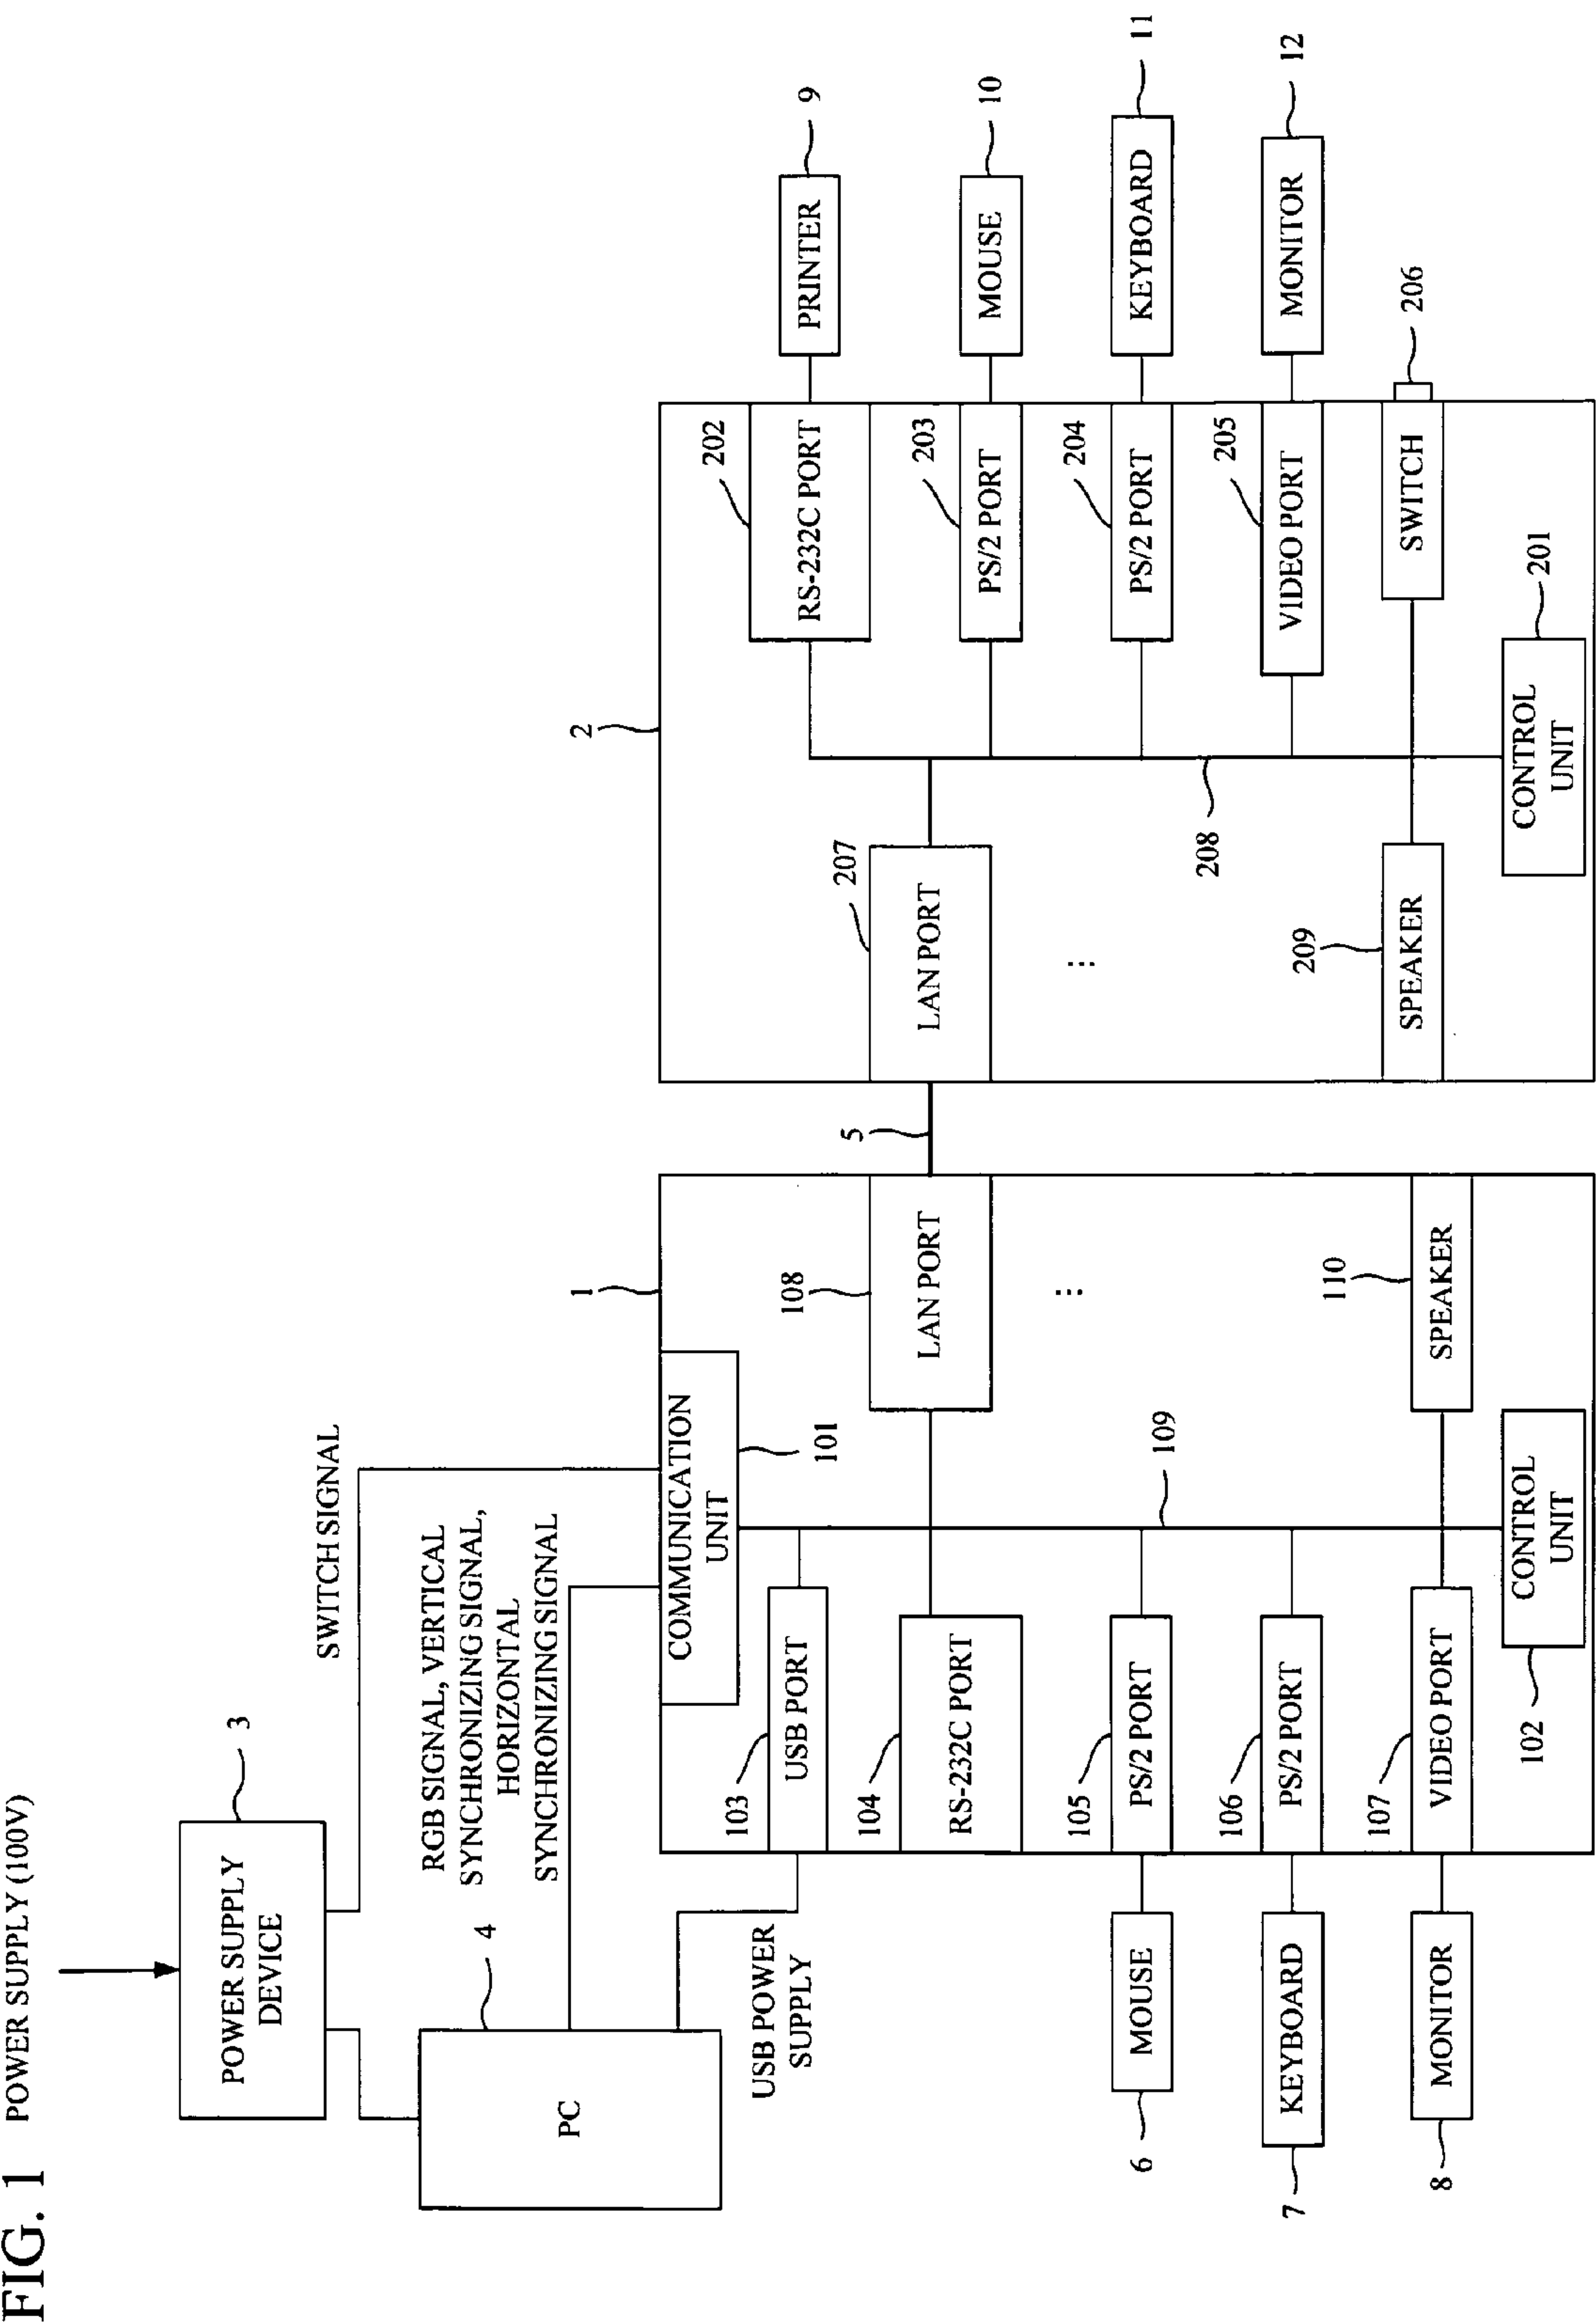 FIG. 1
POWER SUPPLY (100V)
POWER SUPPLY
DEVICE
3
SWITCH SIGNAL
PC
4
RGB SIGNAL, VERTICAL
SYNCHRONIZING SIGNAL,
HORIZONTAL
SYNCHRONIZING SIGNAL
USB POWER
SUPPLY
1
COMMUNICATION
UNIT
101
103
USB PORT
104
RS-232C PORT
108
LAN PORT
5
...
109
6
MOUSE
105
PS/2 PORT
7
KEYBOARD
106
PS/2 PORT
8
MONITOR
107
VIDEO PORT
110
SPEAKER
102
CONTROL
UNIT
2
207
LAN PORT
...
202
RS-232C PORT
PRINTER
9
203
PS/2 PORT
MOUSE
10
204
PS/2 PORT
KEYBOARD
11
208
205
VIDEO PORT
MONITOR
12
209
SPEAKER
SWITCH
206
CONTROL
UNIT
201